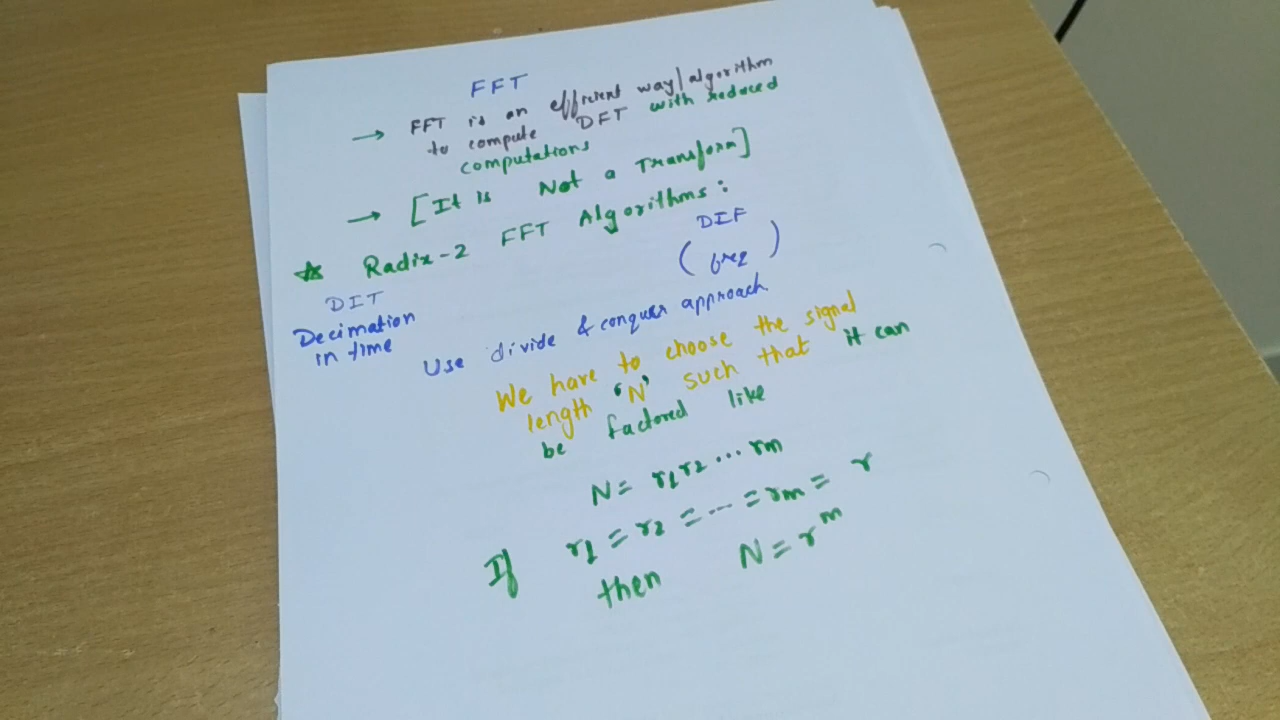 FFT
→ FFT is an efficient way/algorithm
to compute DFT with reduced
computations
→ [It is Not a Transform]
☆ Radix-2 FFT Algorithms:
DIT
DIF
Decimation
in time
(freq)
Use divide & conquer approach
We have to choose the signal
length 'N' such that it can
be factored like
N = r1r2 ... rm
If r1 = r2 = ... = rm = r
then N = r^m